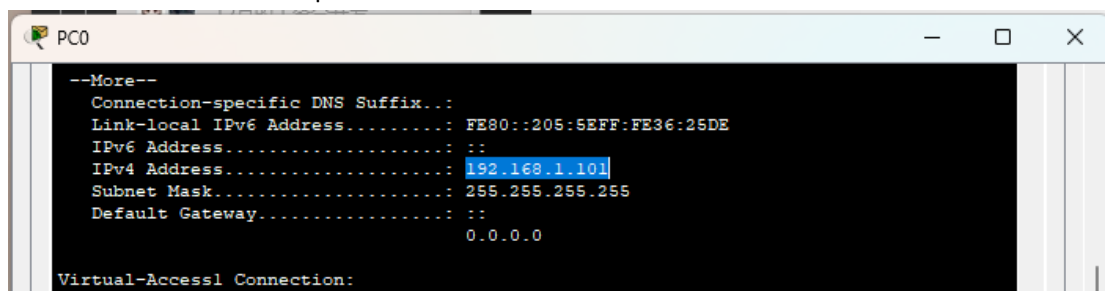 PC0
--More--
Connection-specific DNS Suffix..:
Link-local IPv6 Address.........: FE80::205:5EFF:FE36:25DE
IPv6 Address....................: ::
IPv4 Address....................: 192.168.1.101
Subnet Mask.....................: 255.255.255.255
Default Gateway.................: ::
0.0.0.0
Virtual-Access1 Connection: